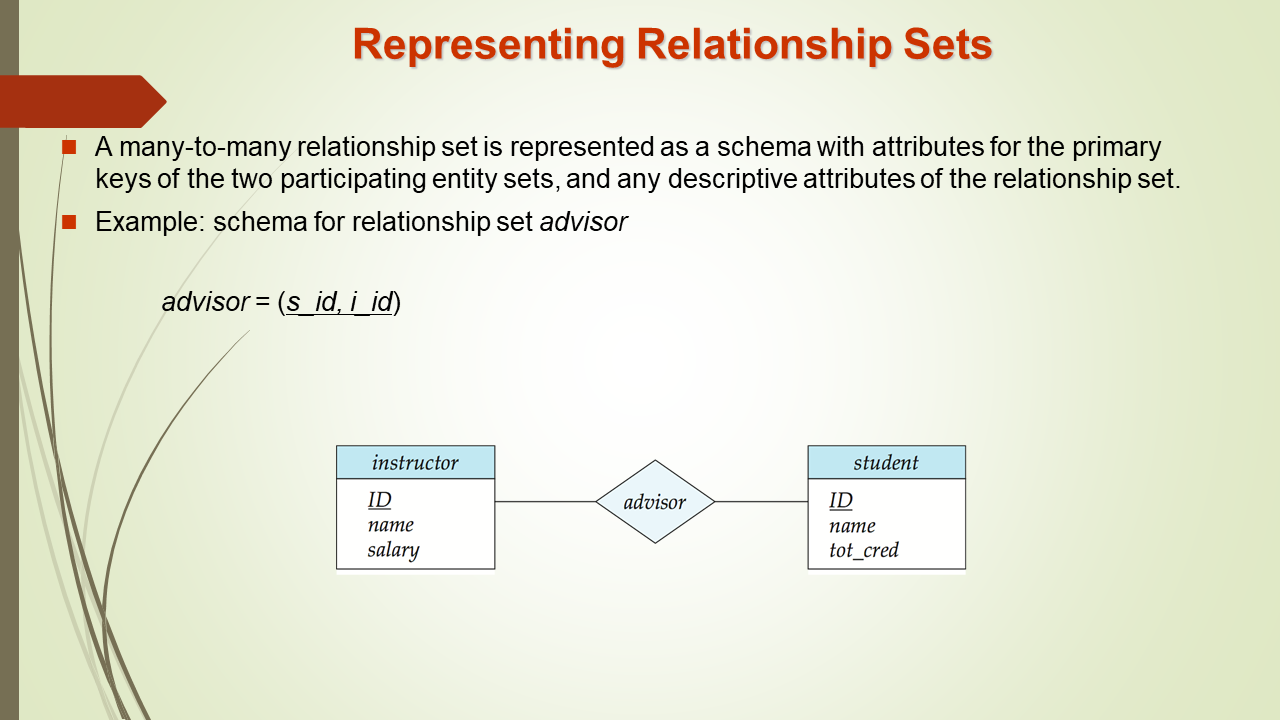 Representing Relationship Sets
A many-to-many relationship set is represented as a schema with attributes for the primary
keys of the two participating entity sets, and any descriptive attributes of the relationship set.
Example: schema for relationship set advisor
advisor = (s_id, i_id)
instructor
ID
name
salary
advisor
student
ID
name
tot_cred